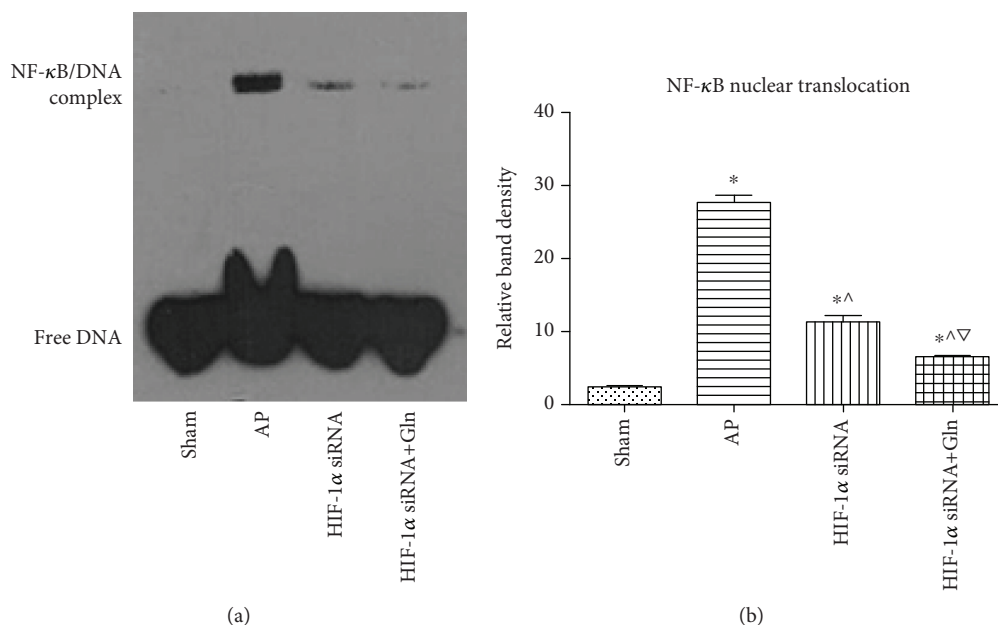 NF-κB/DNA
complex
Free DNA
Sham
AP
HIF-1α siRNA
HIF-1α siRNA+Gln
(a)
NF-κB nuclear translocation
Relative band density
40
30
20
10
0
*
*^
*^▽
Sham
AP
HIF-1α siRNA
HIF-1α siRNA+Gln
(b)